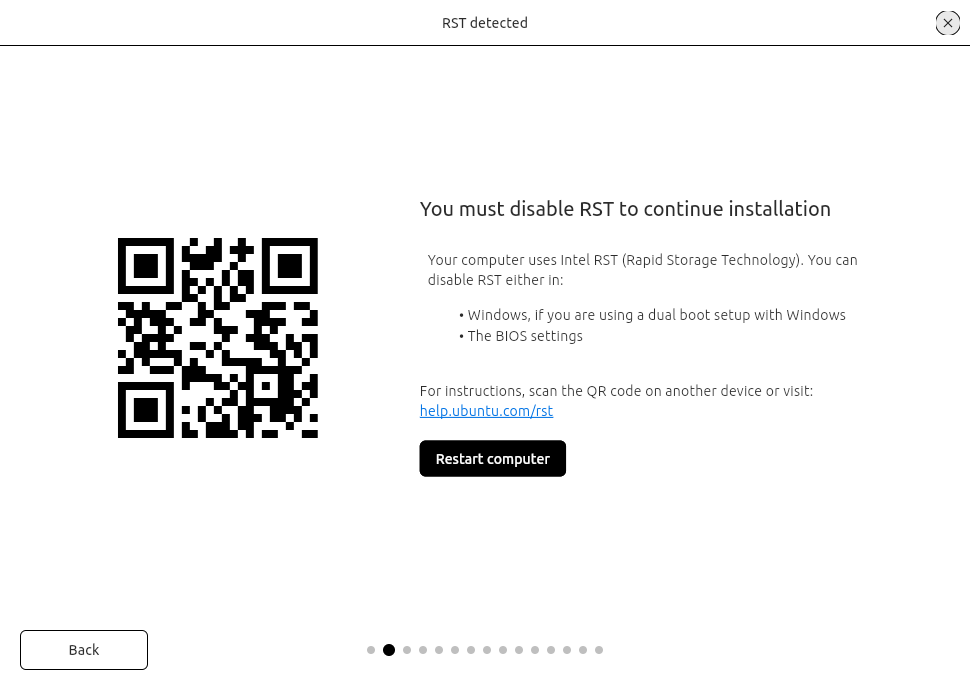 RST detected
You must disable RST to continue installation
Your computer uses Intel RST (Rapid Storage Technology). You can
disable RST either in:
• Windows, if you are using a dual boot setup with Windows
• The BIOS settings
For instructions, scan the QR code on another device or visit:
help.ubuntu.com/rst
Restart computer
Back